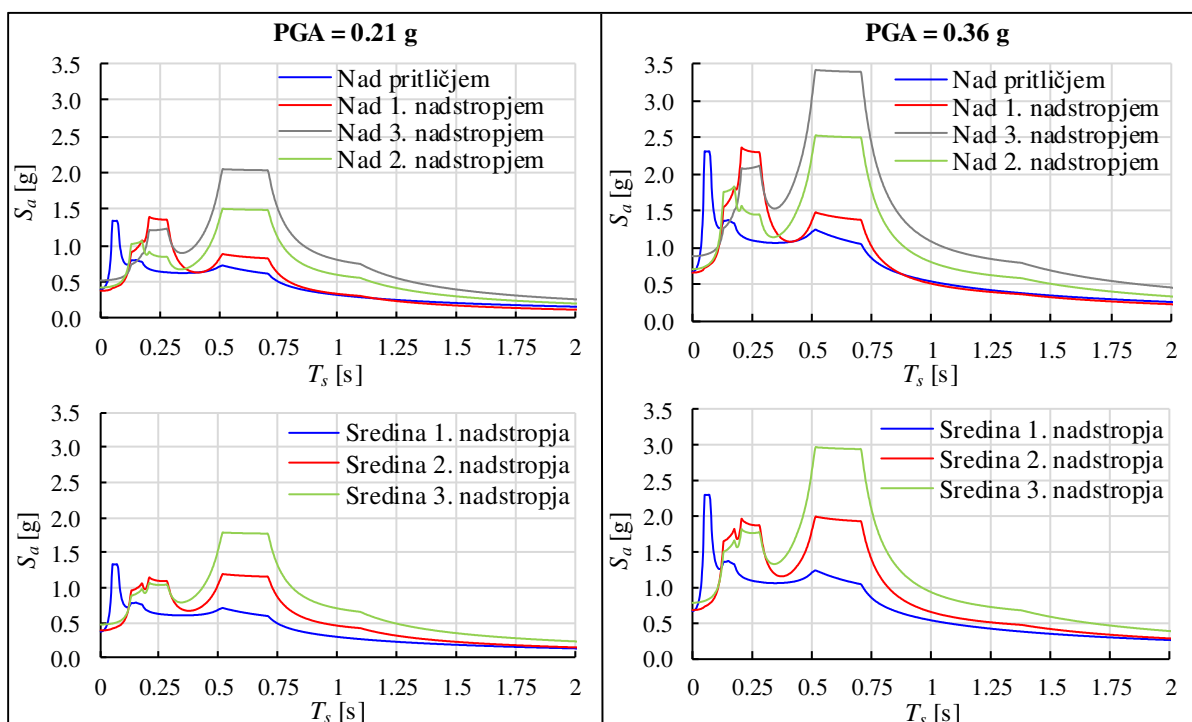 PGA = 0.21 g
3.5
3.0
2.5
2.0
1.5
1.0
0.5
0.0
Sa [g]
Nad pritličjem
Nad 1. nadstropjem
Nad 3. nadstropjem
Nad 2. nadstropjem
0 0.25 0.5 0.75 1 1.25 1.5 1.75 2
Ts [s]
3.5
3.0
2.5
2.0
1.5
1.0
0.5
0.0
Sa [g]
Sredina 1. nadstropja
Sredina 2. nadstropja
Sredina 3. nadstropja
0 0.25 0.5 0.75 1 1.25 1.5 1.75 2
Ts [s]
PGA = 0.36 g
3.5
3.0
2.5
2.0
1.5
1.0
0.5
0.0
Sa [g]
Nad pritličjem
Nad 1. nadstropjem
Nad 3. nadstropjem
Nad 2. nadstropjem
0 0.25 0.5 0.75 1 1.25 1.5 1.75 2
Ts [s]
3.5
3.0
2.5
2.0
1.5
1.0
0.5
0.0
Sa [g]
Sredina 1. nadstropja
Sredina 2. nadstropja
Sredina 3. nadstropja
0 0.25 0.5 0.75 1 1.25 1.5 1.75 2
Ts [s]